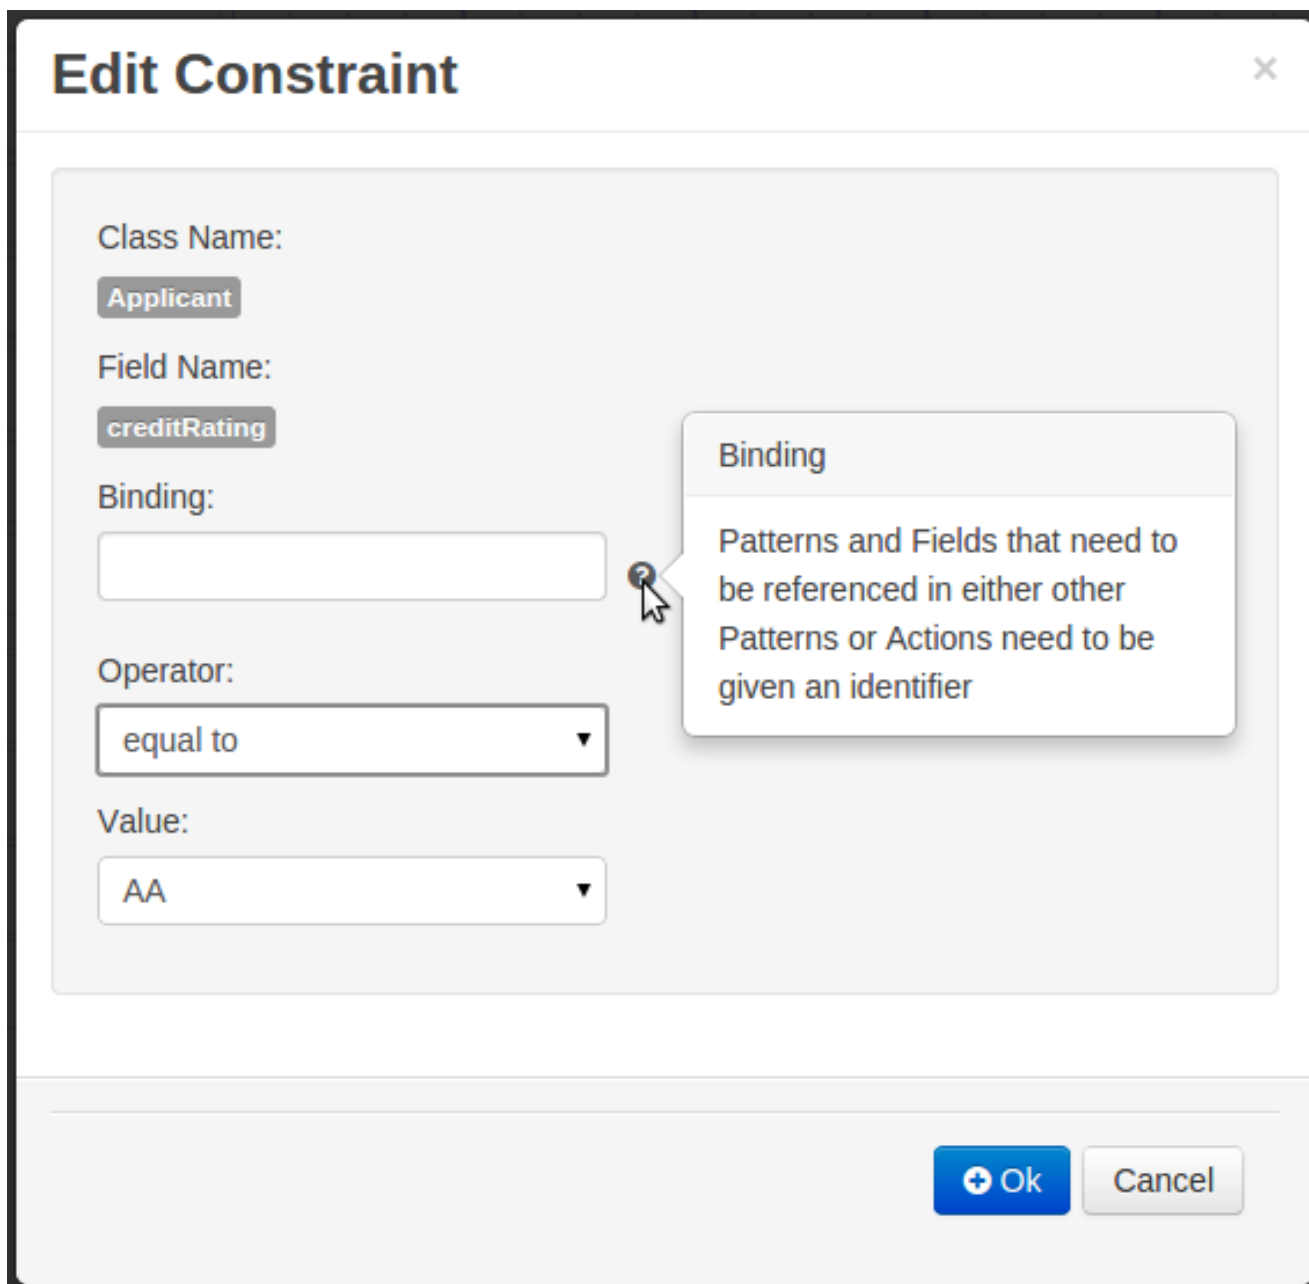 Edit Constraint
×
Class Name:
Applicant
Field Name:
creditRating
Binding:
Binding
Patterns and Fields that need to
be referenced in either other
Patterns or Actions need to be
given an identifier
Operator:
equal to
Value:
AA
Ok
Cancel